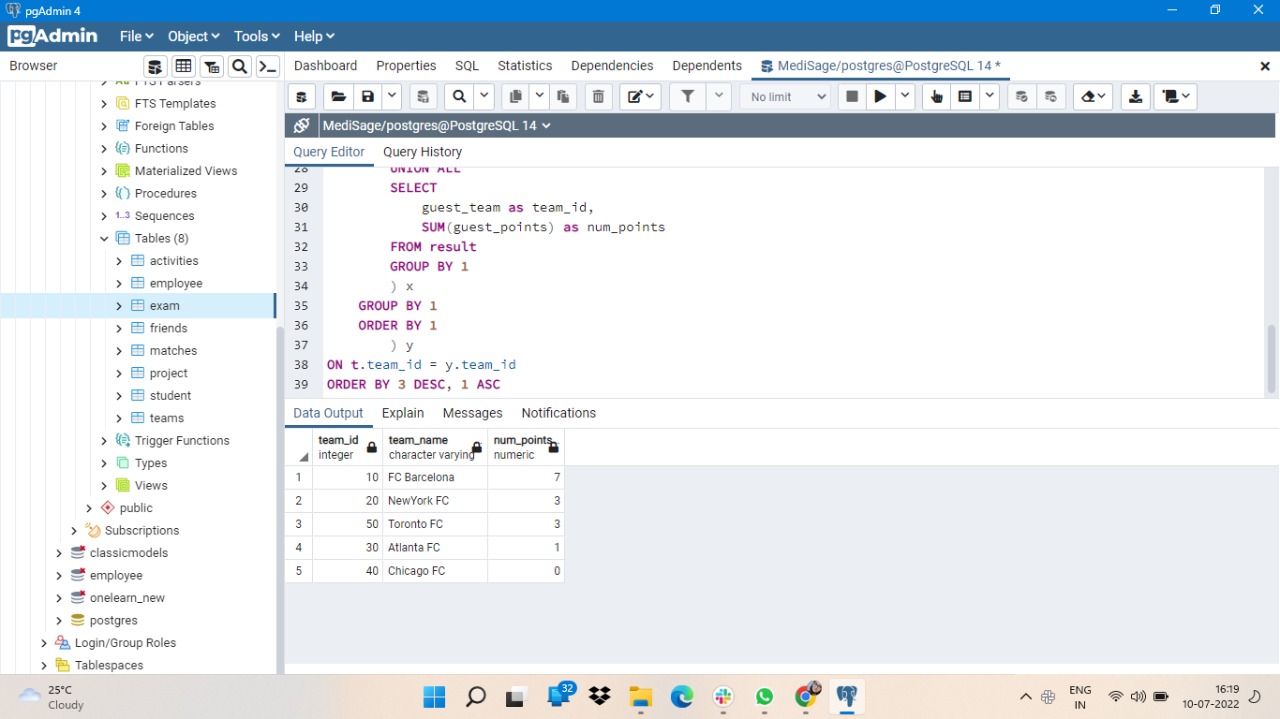 pgAdmin 4
pgAdmin File Object Tools Help
Browser
Dashboard Properties SQL Statistics Dependencies Dependents MediSage/postgres@PostgreSQL 14 *
No limit
MediSage/postgres@PostgreSQL 14
Query Editor Query History
FTS Parsers
FTS Templates
Foreign Tables
Functions
Materialized Views
Procedures
1..3 Sequences
Tables (8)
activities
employee
exam
friends
matches
project
student
teams
Trigger Functions
Types
Views
public
Subscriptions
classicmodels
employee
onelearn_new
postgres
Login/Group Roles
Tablespaces
28 UNION ALL
29 SELECT
30 guest_team as team_id,
31 SUM(guest_points) as num_points
32 FROM result
33 GROUP BY 1
34 ) x
35 GROUP BY 1
36 ORDER BY 1
37 ) y
38 ON t.team_id = y.team_id
39 ORDER BY 3 DESC, 1 ASC
Data Output Explain Messages Notifications
team_id team_name num_points
integer character varying numeric
1 10 FC Barcelona 7
2 20 NewYork FC 3
3 50 Toronto FC 3
4 30 Atlanta FC 1
5 40 Chicago FC 0
25°C
Cloudy
32
ENG
IN
16:19
10-07-2022